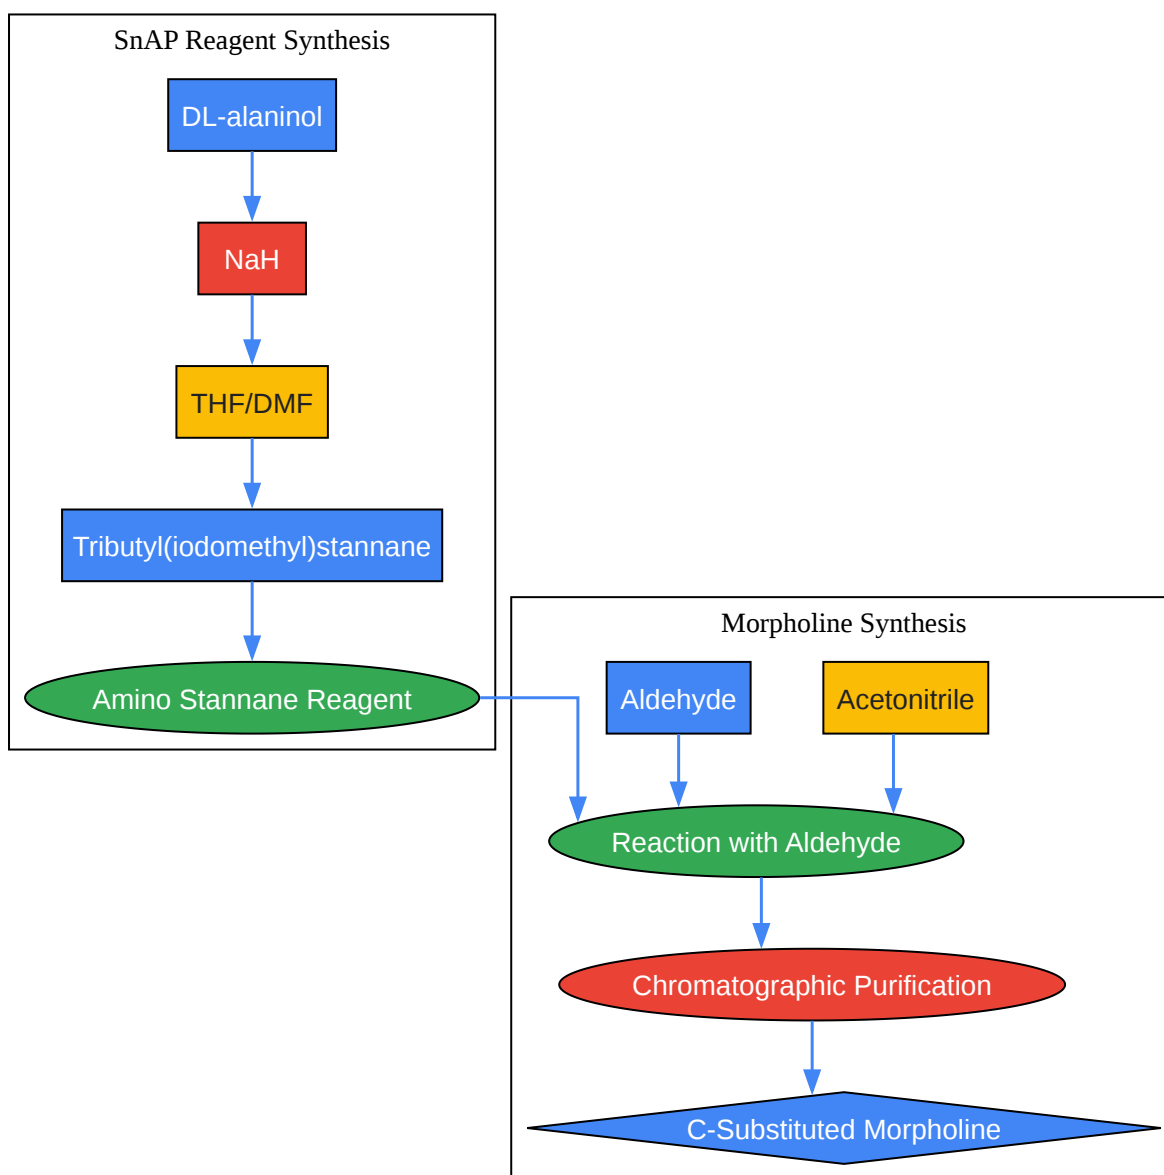 SnAP Reagent Synthesis
DL-alaninol
NaH
THF/DMF
Tributyl(iodomethyl)stannane
Amino Stannane Reagent
Morpholine Synthesis
Aldehyde
Acetonitrile
Reaction with Aldehyde
Chromatographic Purification
C-Substituted Morpholine